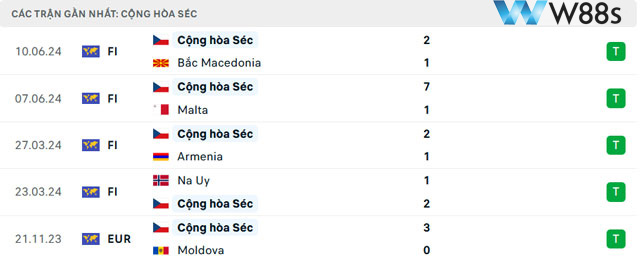 CÁC TRẬN GẦN NHẤT: CỘNG HÒA SÉC
W88s
10.06.24 FI Cộng hòa Séc 2 T
Bắc Macedonia 1
07.06.24 FI Cộng hòa Séc 7 T
Malta 1
27.03.24 FI Cộng hòa Séc 2 T
Armenia 1
23.03.24 FI Na Uy 1 T
Cộng hòa Séc 2
21.11.23 EUR Cộng hòa Séc 3 T
Moldova 0